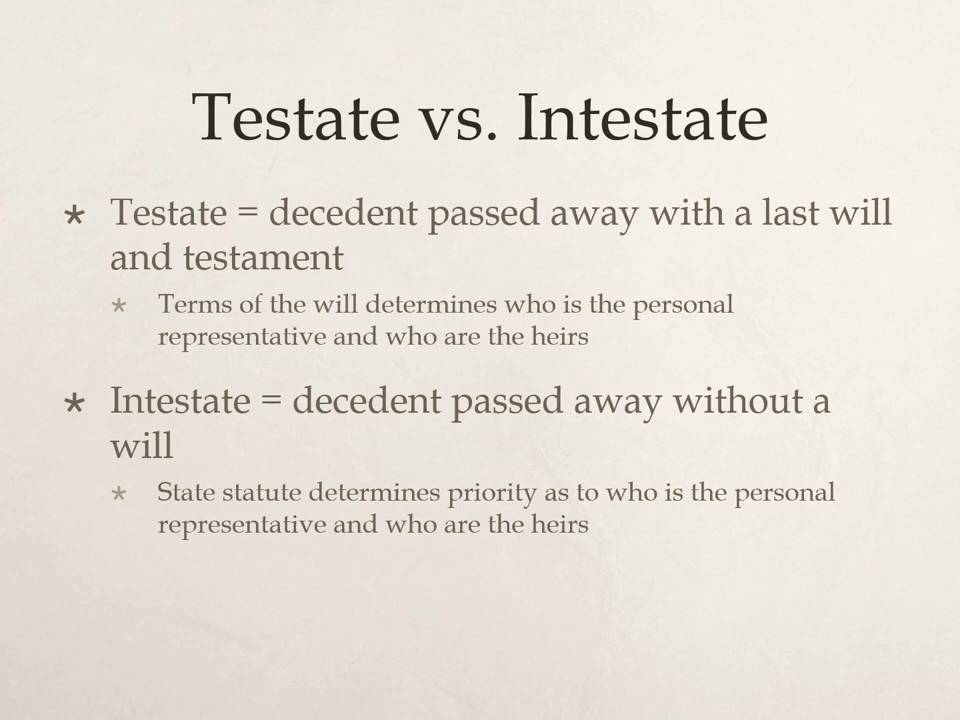 Testate vs. Intestate
* Testate = decedent passed away with a last will
and testament
* Terms of the will determines who is the personal
representative and who are the heirs
* Intestate = decedent passed away without a
will
* State statute determines priority as to who is the personal
representative and who are the heirs